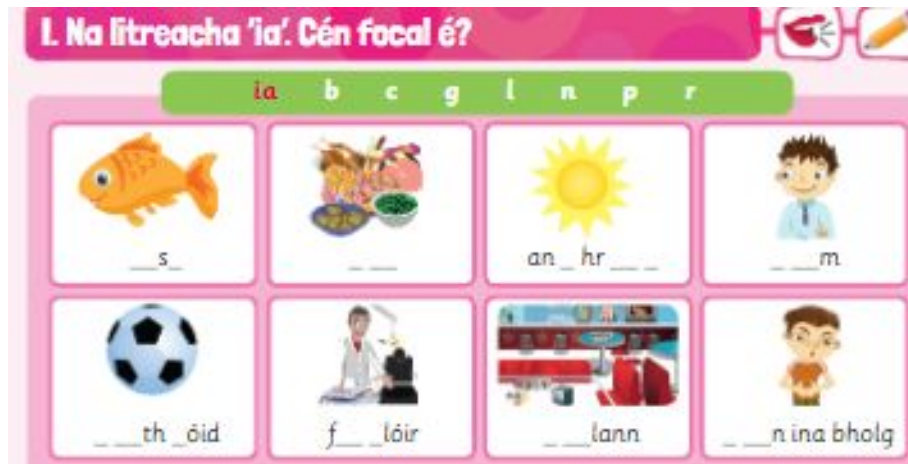 1. Na litreacha 'ia'. Cén focal é?
ia b c g l n p r
__s_
_ __
an _ hr __ _
_ __m
_ __th _óid
f__ _lóir
_ __lann
_ __n ina bholg